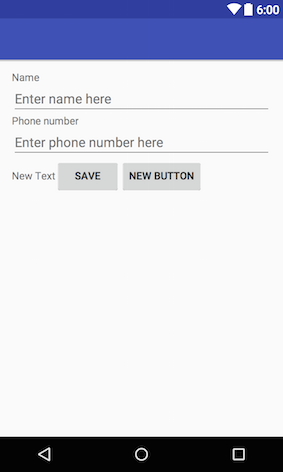 6:00
Name
Enter name here
Phone number
Enter phone number here
New Text SAVE NEW BUTTON